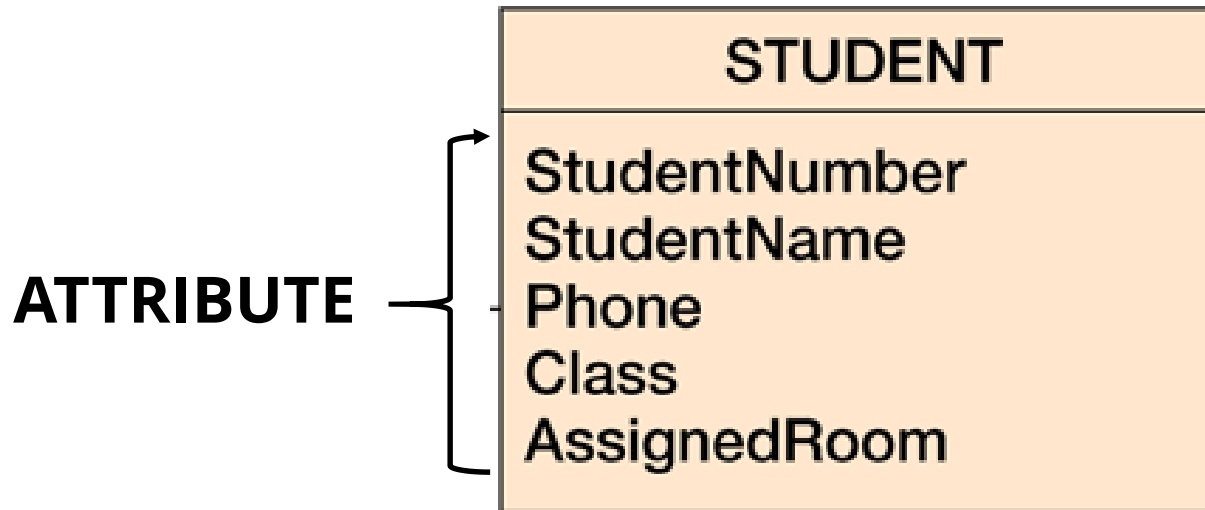 STUDENT
ATTRIBUTE
StudentNumber
StudentName
Phone
Class
AssignedRoom